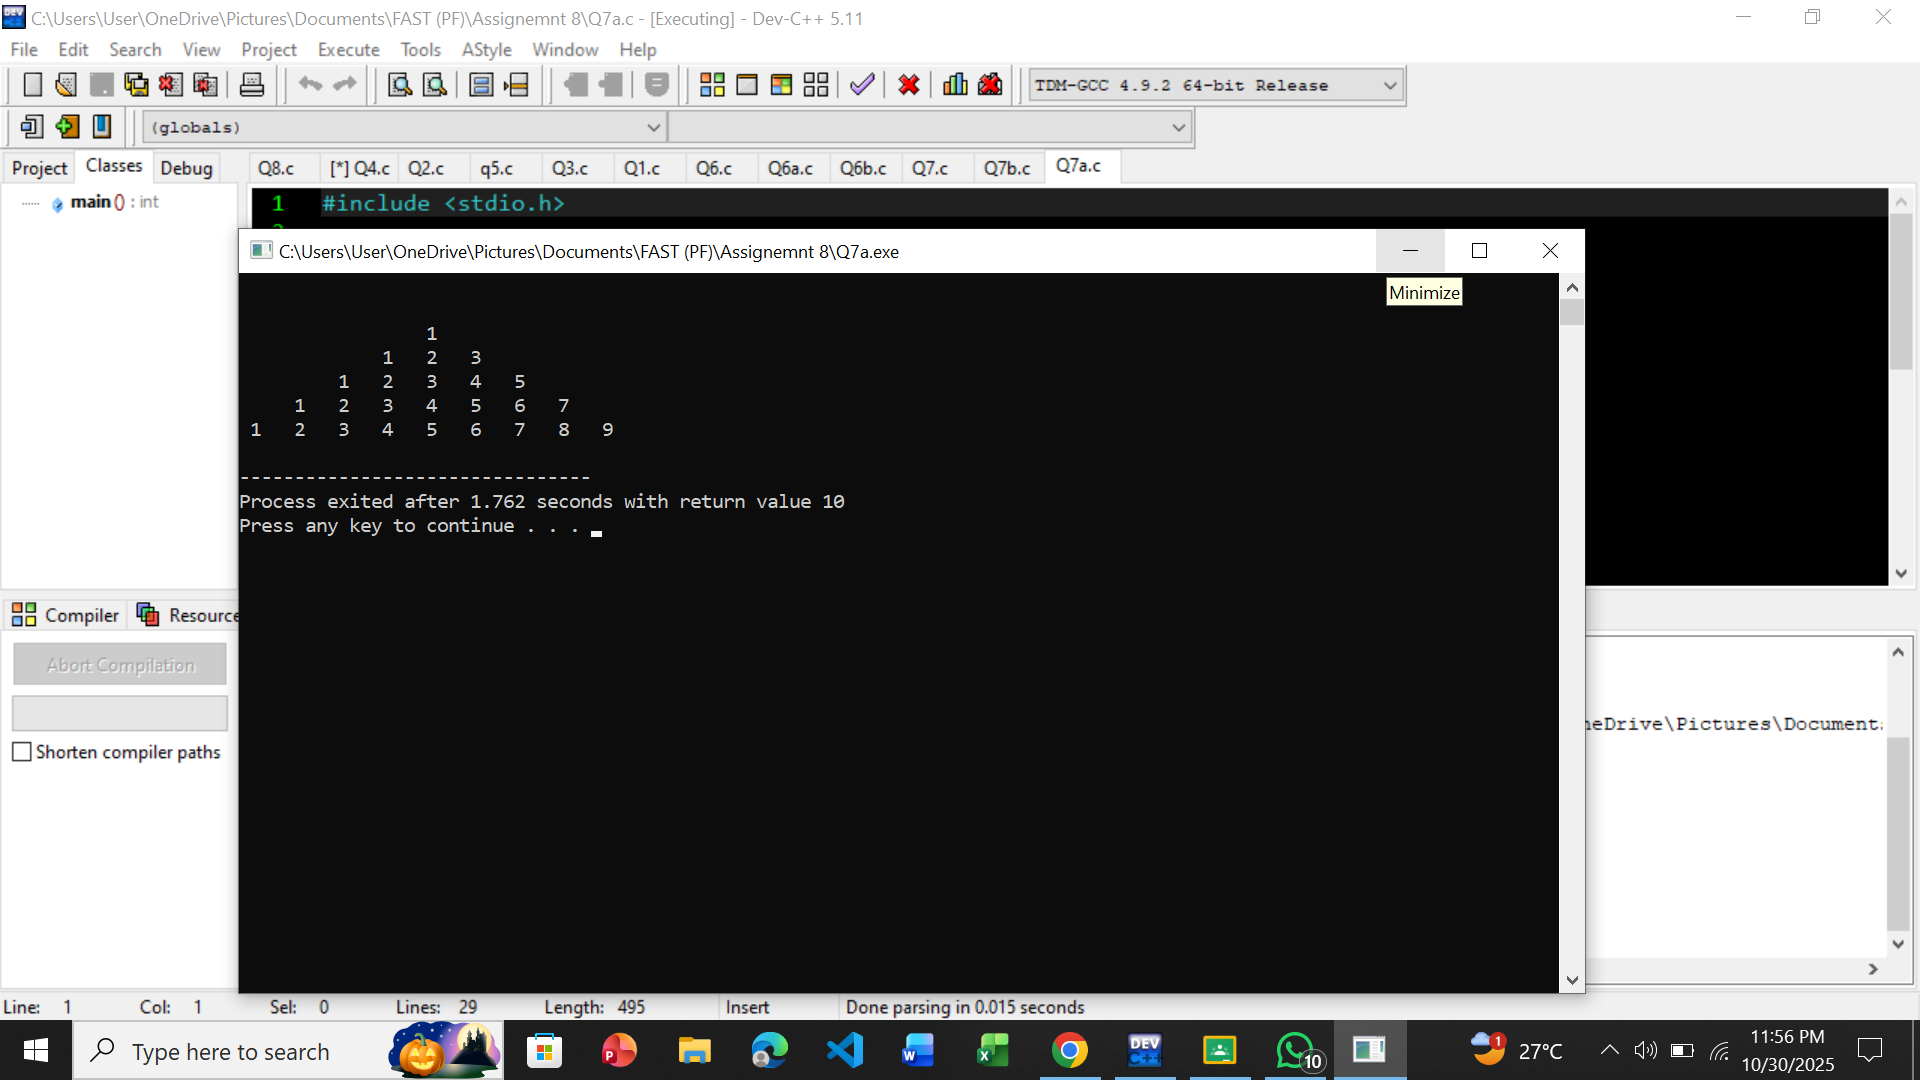 C:\Users\User\OneDrive\Pictures\Documents\FAST (PF)\Assignemnt 8\Q7a.c - [Executing] - Dev-C++ 5.11
File Edit Search View Project Execute Tools AStyle Window Help
TDM-GCC 4.9.2 64-bit Release
(globals)
Project Classes Debug Q8.c [*] Q4.c Q2.c q5.c Q3.c Q1.c Q6.c Q6a.c Q6b.c Q7.c Q7b.c Q7a.c
main () : int
1 #include <stdio.h>
C:\Users\User\OneDrive\Pictures\Documents\FAST (PF)\Assignemnt 8\Q7a.exe
Minimize
1
1 2 3
1 2 3 4 5
1 2 3 4 5 6 7
1 2 3 4 5 6 7 8 9
--------------------------------
Process exited after 1.762 seconds with return value 10
Press any key to continue . . .
Compiler Resource
Abort Compilation
Shorten compiler paths
neDrive\Pictures\Document
Line: 1 Col: 1 Sel: 0 Lines: 29 Length: 495 Insert Done parsing in 0.015 seconds
Type here to search
DEV C++
10
1
27°C
11:56 PM
10/30/2025